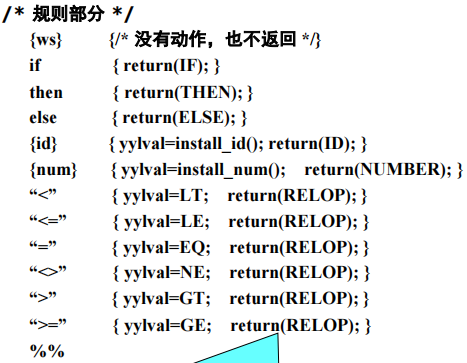 /* 规则部分 */
{ws} {/* 没有动作，也不返回 */}
if { return(IF); }
then { return(THEN); }
else { return(ELSE); }
{id} { yylval=install_id(); return(ID); }
{num} { yylval=install_num(); return(NUMBER); }
“<” { yylval=LT; return(RELOP); }
“<=” { yylval=LE; return(RELOP); }
“=” { yylval=EQ; return(RELOP); }
“<>” { yylval=NE; return(RELOP); }
“>” { yylval=GT; return(RELOP); }
“>=” { yylval=GE; return(RELOP); }
%%